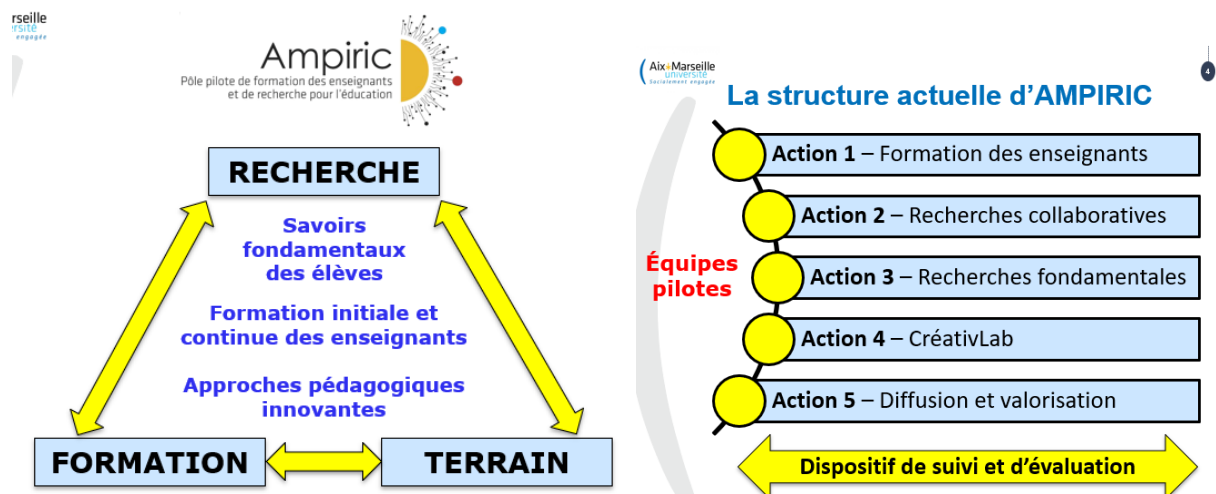 rseille
rsité
engagée
Ampiric
Pôle pilote de formation des enseignants
et de recherche pour l'éducation
RECHERCHE
Savoirs
fondamentaux
des élèves
Formation initiale et
continue des enseignants
Approches pédagogiques
innovantes
FORMATION
TERRAIN
Aix Marseille
université
Socialement engagée
4
La structure actuelle d'AMPIRIC
Équipes
pilotes
Action 1 – Formation des enseignants
Action 2 – Recherches collaboratives
Action 3 – Recherches fondamentales
Action 4 – CréativLab
Action 5 – Diffusion et valorisation
Dispositif de suivi et d'évaluation